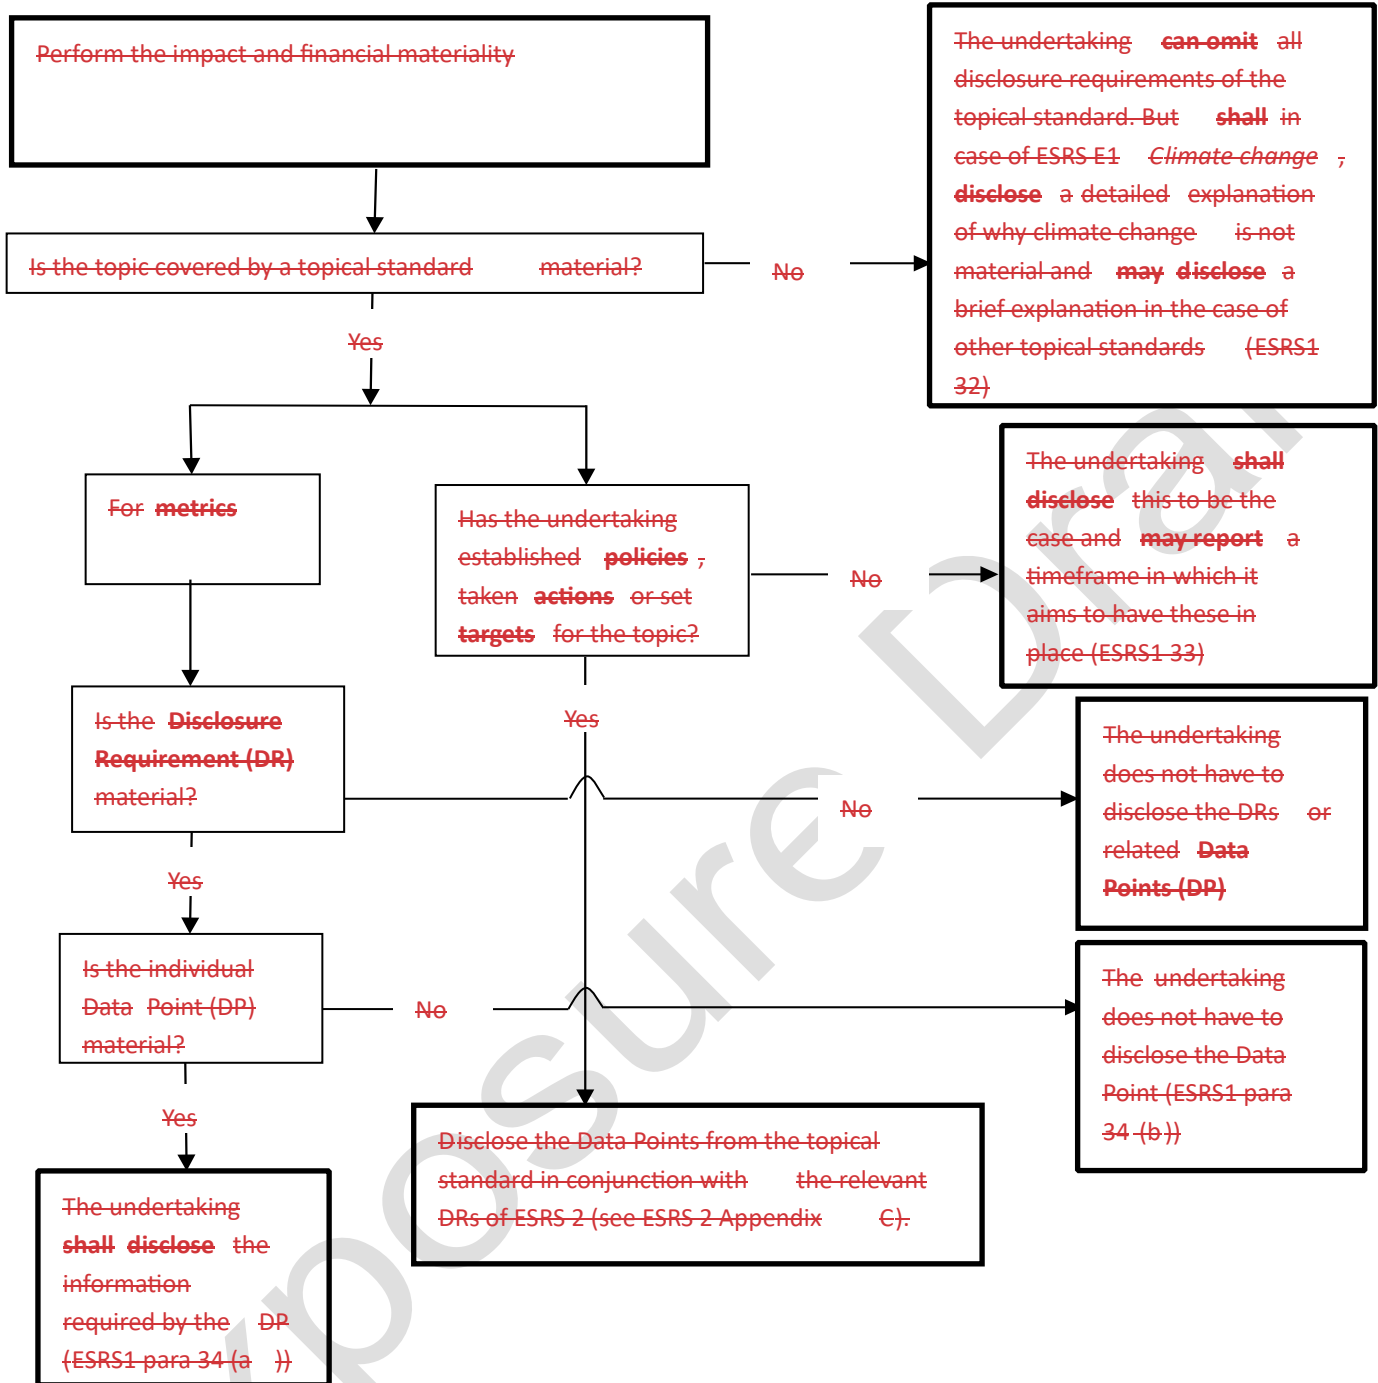 Perform the impact and financial materiality
The undertaking can omit all
disclosure requirements of the
topical standard. But shall in
case of ESRS E1 Climate change ,
disclose a detailed explanation
of why climate change is not
material and may disclose a
brief explanation in the case of
other topical standards (ESRS1
32)
Is the topic covered by a topical standard material?
No
Yes
For metrics
Has the undertaking
established policies ,
taken actions or set
targets for the topic?
No
The undertaking shall
disclose this to be the
case and may report a
timeframe in which it
aims to have these in
place (ESRS1 33)
Is the Disclosure
Requirement (DR)
material?
Yes
No
The undertaking
does not have to
disclose the DRs or
related Data
Points (DP)
Yes
Is the individual
Data Point (DP)
material?
No
The undertaking
does not have to
disclose the Data
Point (ESRS1 para
34 (b))
Yes
Disclose the Data Points from the topical
standard in conjunction with the relevant
DRs of ESRS 2 (see ESRS 2 Appendix C).
The undertaking
shall disclose the
information
required by the DP
(ESRS1 para 34 (a ))
xposure Dra